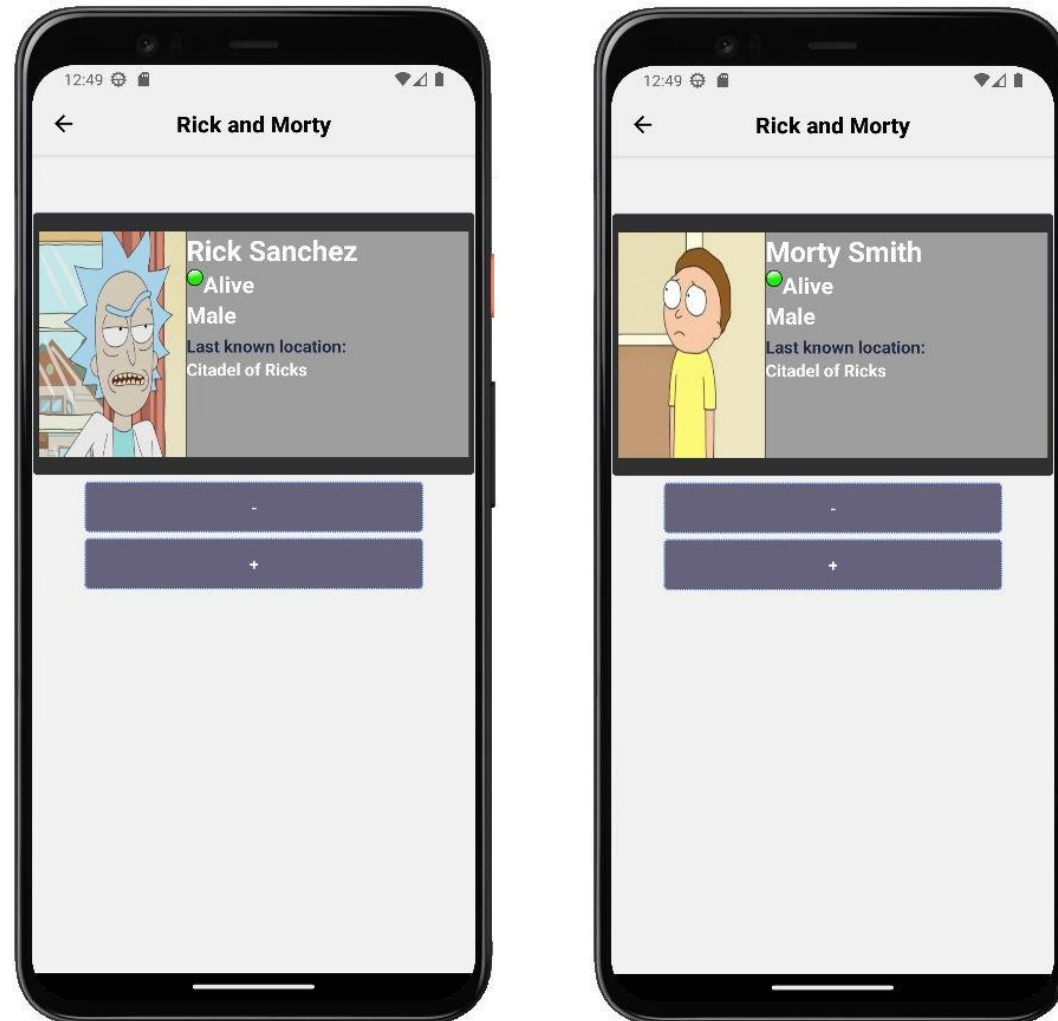 12:49
Rick and Morty
Rick Sanchez
Alive
Male
Last known location:
Citadel of Ricks
-
+
12:49
Rick and Morty
Morty Smith
Alive
Male
Last known location:
Citadel of Ricks
-
+